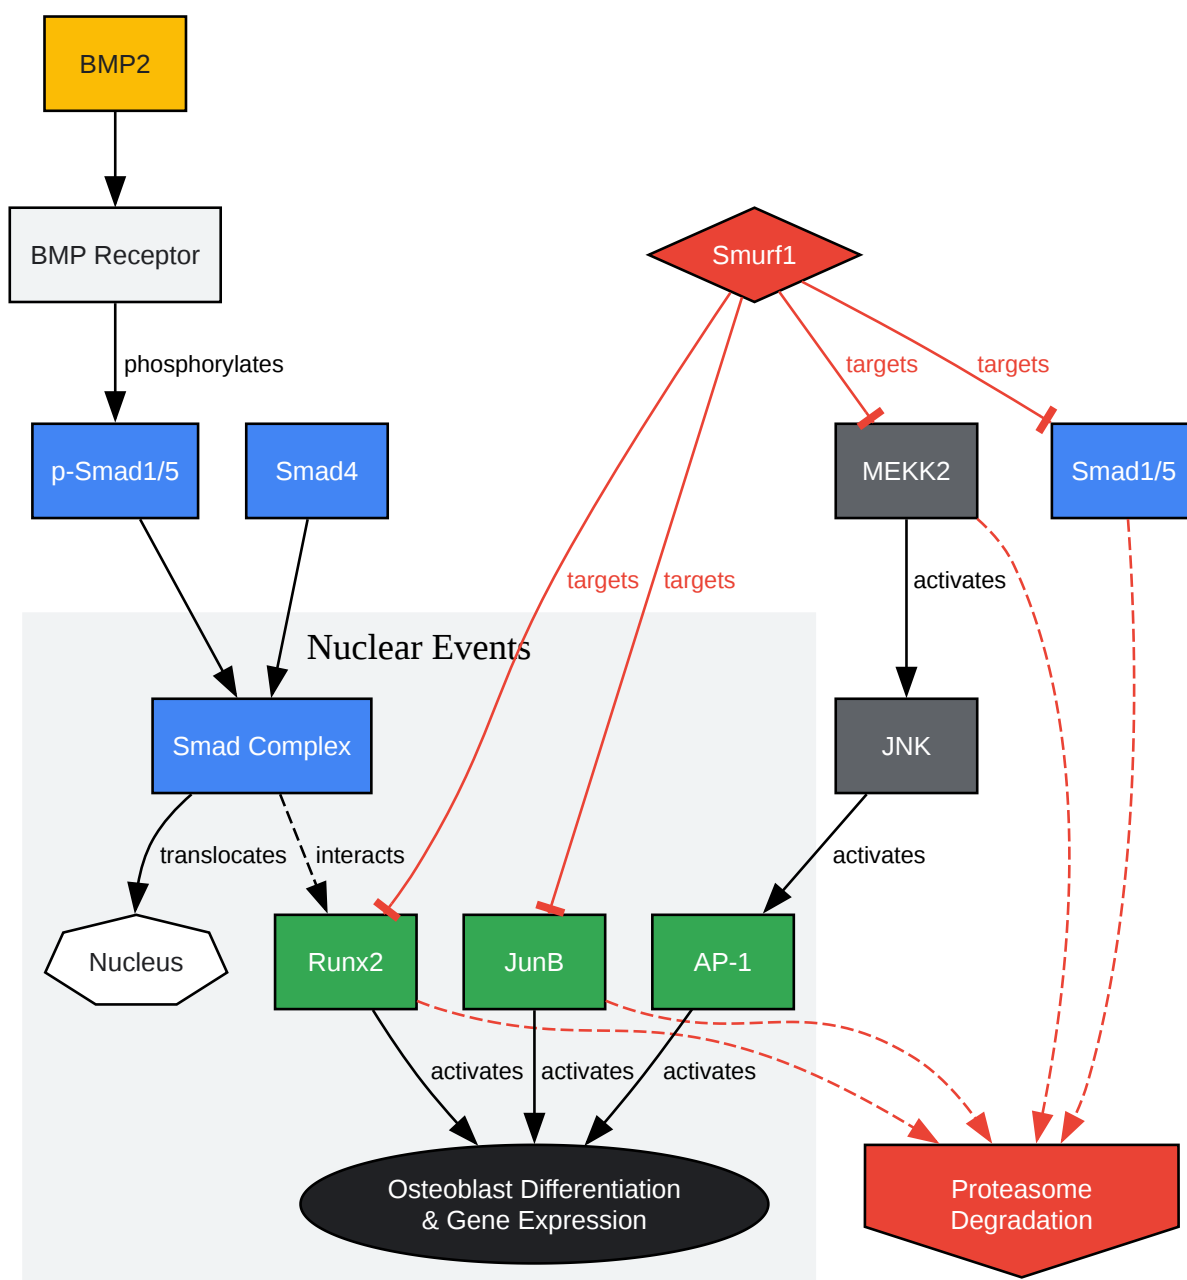 BMP2
BMP Receptor
Smurf1
phosphorylates
targets
targets
p-Smad1/5
Smad4
MEKK2
Smad1/5
targets
targets
activates
Nuclear Events
Smad Complex
JNK
translocates
interacts
activates
Nucleus
Runx2
JunB
AP-1
activates
activates
activates
Osteoblast Differentiation
& Gene Expression
Proteasome
Degradation